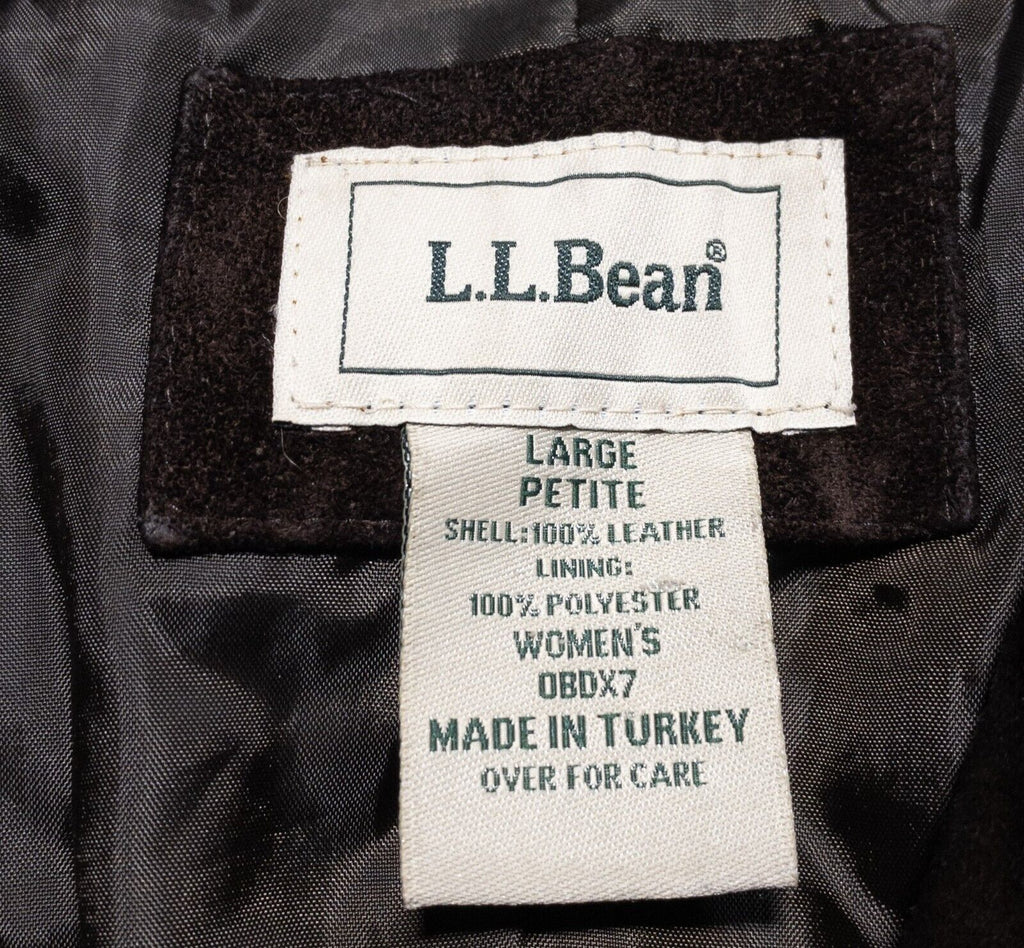 L.L.Bean®
LARGE
PETITE
SHELL:100% LEATHER
LINING:
100% POLYESTER
WOMEN'S
0BDX7
MADE IN TURKEY
OVER FOR CARE